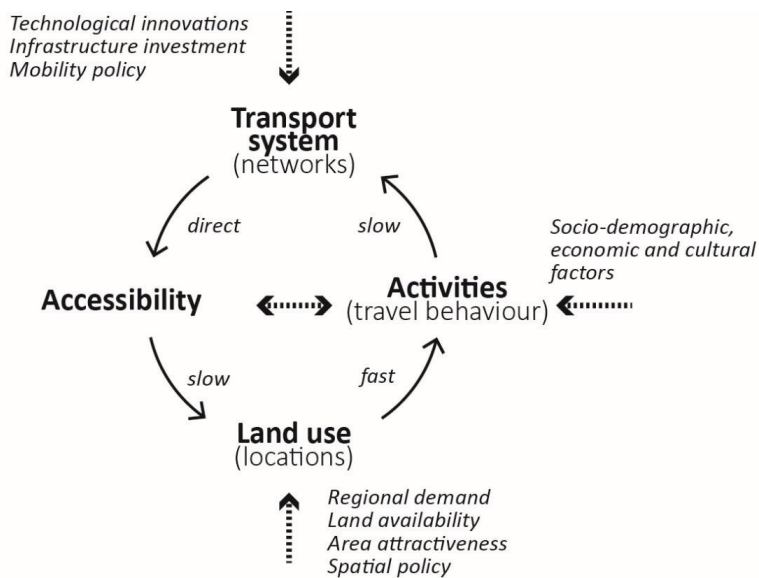 Technological innovations
Infrastructure investment
Mobility policy
Transport
system
(networks)
direct
slow
Socio-demographic,
economic and cultural
factors
Accessibility
Activities
(travel behaviour)
slow
fast
Land use
(locations)
Regional demand
Land availability
Area attractiveness
Spatial policy